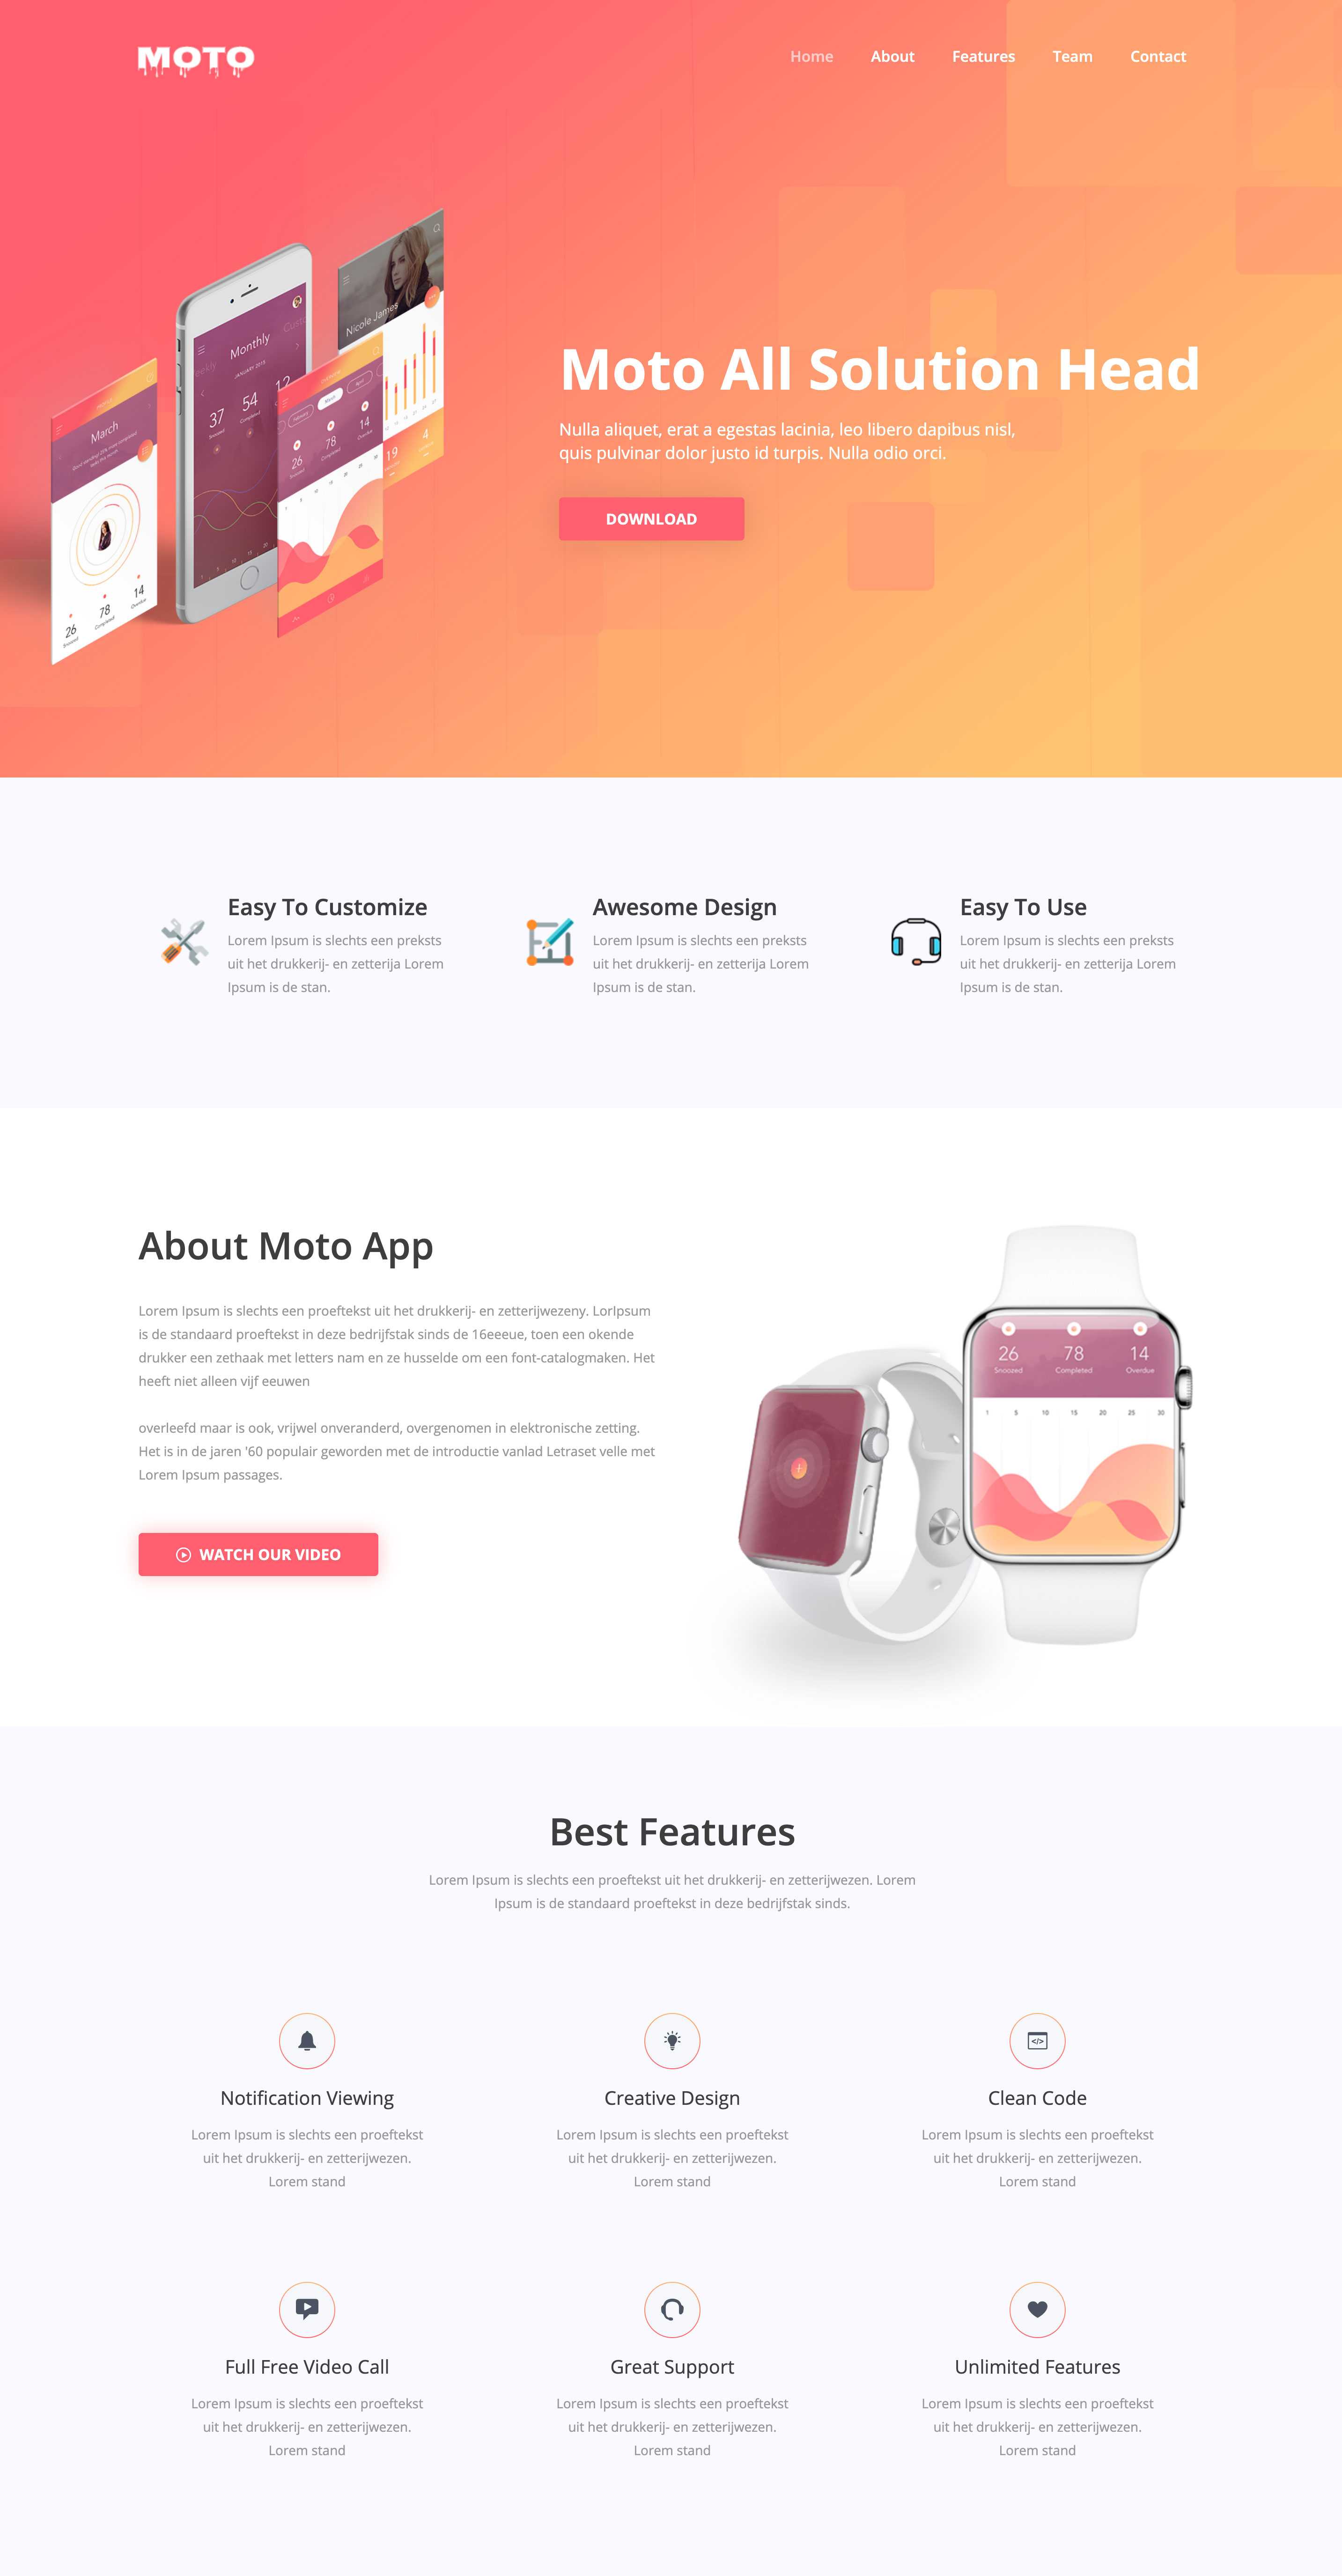 MOTO
Home About Features Team Contact
Nicole James
Monthly
JANUARY 2015
37 54 12
Snoozed Completed
March
26 78 14
Snoozed Completed Overdue
February March April
26 78 14
Snoozed Completed Overdue
19 4
Moto All Solution Head
Nulla aliquet, erat a egestas lacinia, leo libero dapibus nisl,
quis pulvinar dolor justo id turpis. Nulla odio orci.
DOWNLOAD
Easy To Customize
Lorem Ipsum is slechts een preksts
uit het drukkerij- en zetterija Lorem
Ipsum is de stan.
Awesome Design
Lorem Ipsum is slechts een preksts
uit het drukkerij- en zetterija Lorem
Ipsum is de stan.
Easy To Use
Lorem Ipsum is slechts een preksts
uit het drukkerij- en zetterija Lorem
Ipsum is de stan.
About Moto App
Lorem Ipsum is slechts een proeftekst uit het drukkerij- en zetterijwezeny. LorIpsum
is de standaard proeftekst in deze bedrijfstak sinds de 16eeeue, toen een okende
drukker een zethaak met letters nam en ze husselde om een font-catalogmaken. Het
heeft niet alleen vijf eeuwen
overleefd maar is ook, vrijwel onveranderd, overgenomen in elektronische zetting.
Het is in de jaren '60 populair geworden met de introductie vanlad Letraset velle met
Lorem Ipsum passages.
WATCH OUR VIDEO
26 78 14
Snoozed Completed Overdue
1 5 10 15 20 25 30
Best Features
Lorem Ipsum is slechts een proeftekst uit het drukkerij- en zetterijwezen. Lorem
Ipsum is de standaard proeftekst in deze bedrijfstak sinds.
</>
Notification Viewing
Lorem Ipsum is slechts een proeftekst
uit het drukkerij- en zetterijwezen.
Lorem stand
Creative Design
Lorem Ipsum is slechts een proeftekst
uit het drukkerij- en zetterijwezen.
Lorem stand
Clean Code
Lorem Ipsum is slechts een proeftekst
uit het drukkerij- en zetterijwezen.
Lorem stand
Full Free Video Call
Lorem Ipsum is slechts een proeftekst
uit het drukkerij- en zetterijwezen.
Lorem stand
Great Support
Lorem Ipsum is slechts een proeftekst
uit het drukkerij- en zetterijwezen.
Lorem stand
Unlimited Features
Lorem Ipsum is slechts een proeftekst
uit het drukkerij- en zetterijwezen.
Lorem stand